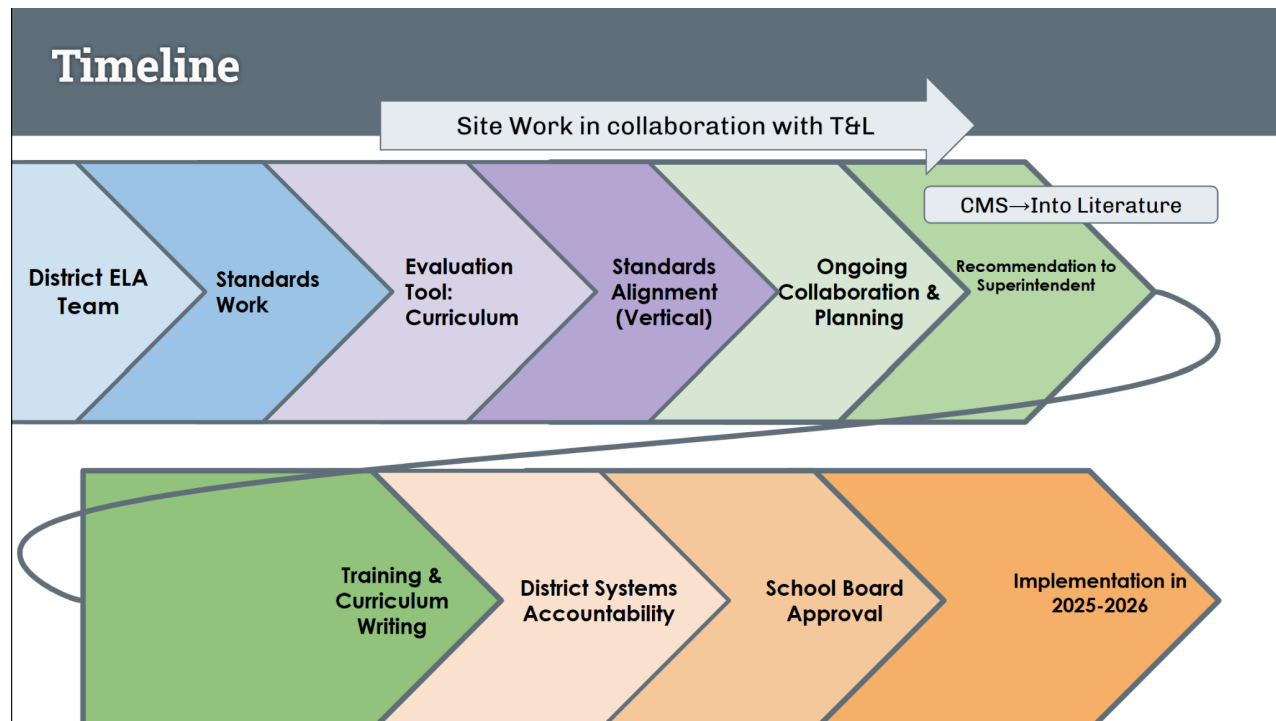 Timeline
Site Work in collaboration with T&L
CMS→Into Literature
District ELA
Team
Standards
Work
Evaluation
Tool:
Curriculum
Standards
Alignment
(Vertical)
Ongoing
Collaboration &
Planning
Recommendation to
Superintendent
Training &
Curriculum
Writing
District Systems
Accountability
School Board
Approval
Implementation in
2025-2026